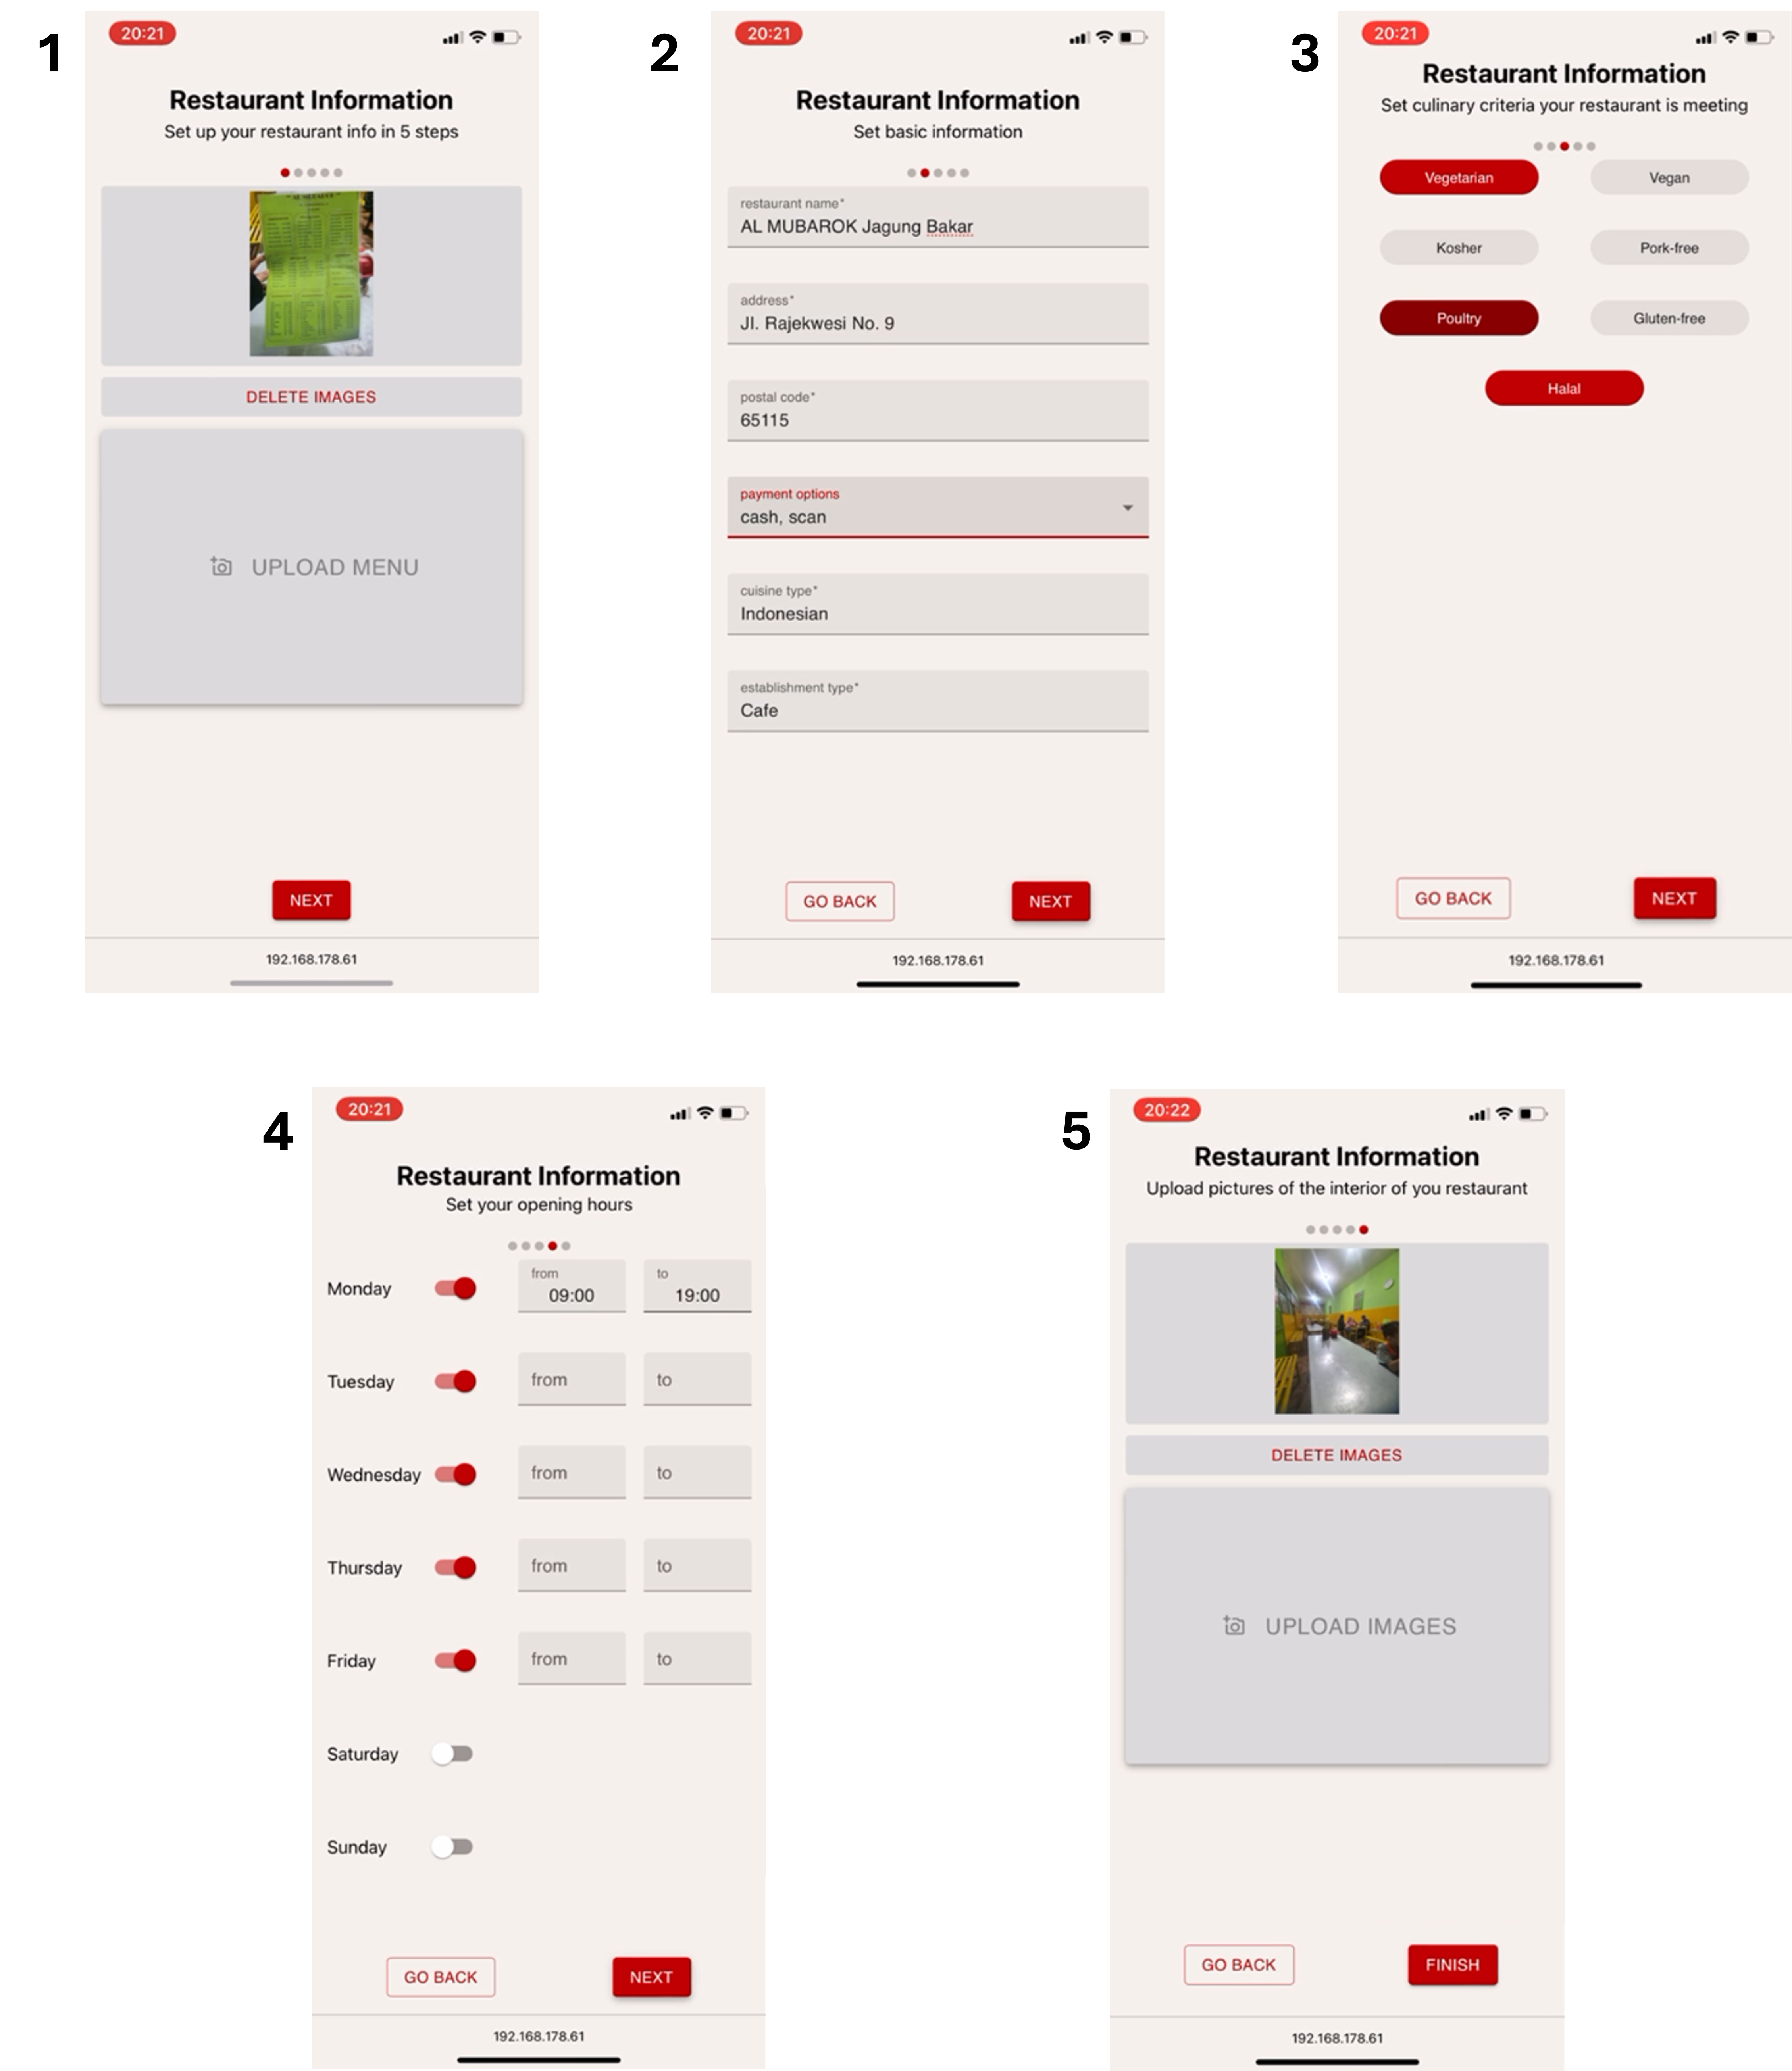 1
20:21
Restaurant Information
Set up your restaurant info in 5 steps
DELETE IMAGES
UPLOAD MENU
NEXT
192.168.178.61
2
20:21
Restaurant Information
Set basic information
restaurant name*
AL MUBAROK Jagung Bakar
address*
Jl. Rajekwesi No. 9
postal code*
65115
payment options
cash, scan
cuisine type*
Indonesian
establishment type*
Cafe
GO BACK NEXT
192.168.178.61
3
20:21
Restaurant Information
Set culinary criteria your restaurant is meeting
Vegetarian Vegan
Kosher Pork-free
Poultry Gluten-free
Halal
GO BACK NEXT
192.168.178.61
4
20:21
Restaurant Information
Set your opening hours
from to
Monday 09:00 19:00
Tuesday from to
Wednesday from to
Thursday from to
Friday from to
Saturday
Sunday
GO BACK NEXT
192.168.178.61
5
20:22
Restaurant Information
Upload pictures of the interior of you restaurant
DELETE IMAGES
UPLOAD IMAGES
GO BACK FINISH
192.168.178.61